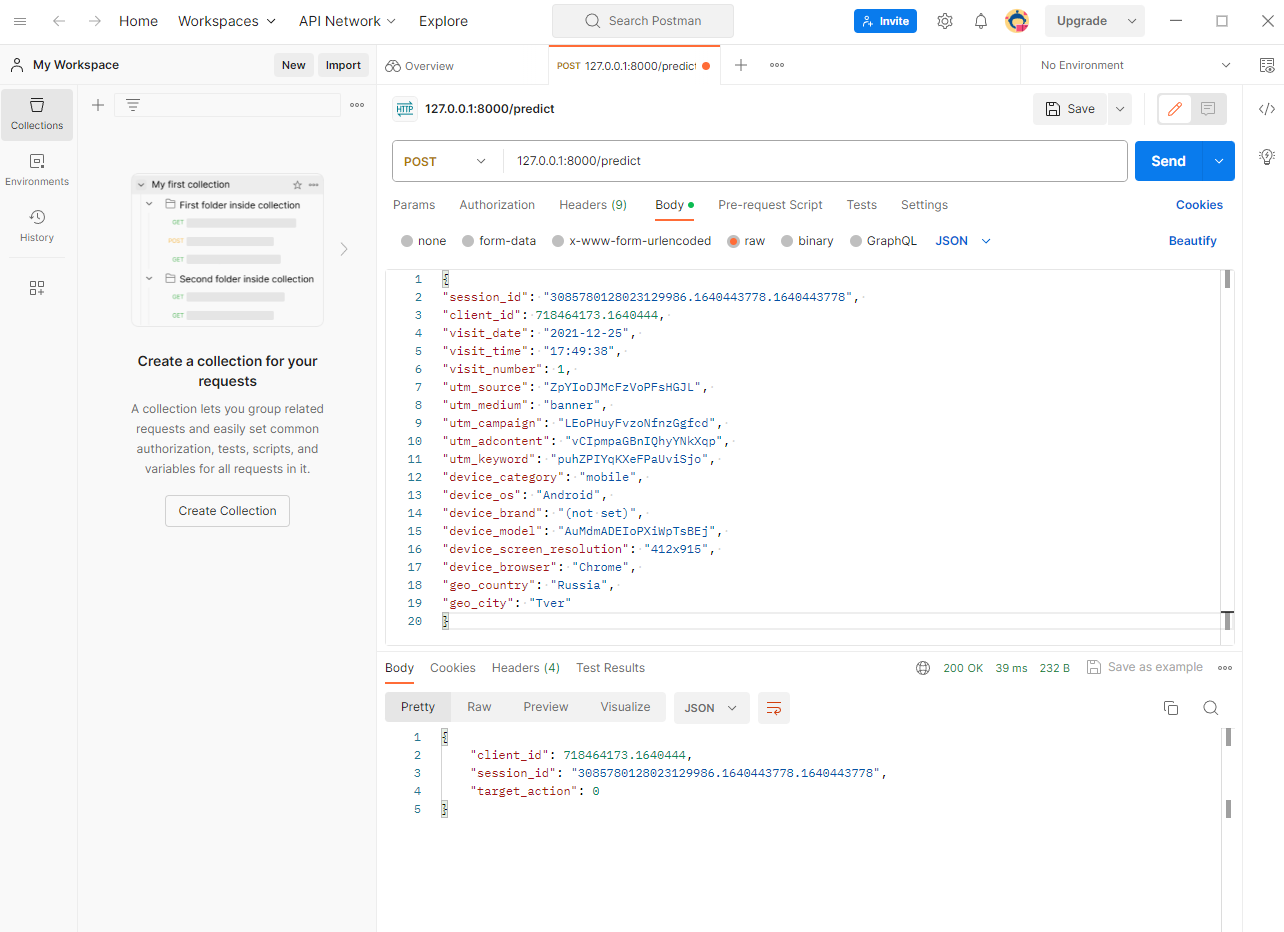 Home Workspaces API Network Explore Search Postman Invite Upgrade
My Workspace New Import Overview POST 127.0.0.1:8000/predict No Environment
Collections
Environments
History
My first collection
First folder inside collection
GET
POST
GET
Second folder inside collection
GET
GET
Create a collection for your
requests
A collection lets you group related
requests and easily set common
authorization, tests, scripts, and
variables for all requests in it.
Create Collection
HTTP 127.0.0.1:8000/predict Save
POST 127.0.0.1:8000/predict Send
Params Authorization Headers (9) Body Pre-request Script Tests Settings Cookies
none form-data x-www-form-urlencoded raw binary GraphQL JSON Beautify
1 {
2 "session_id": "3085780128023129986.1640443778.1640443778",
3 "client_id": 718464173.1640444,
4 "visit_date": "2021-12-25",
5 "visit_time": "17:49:38",
6 "visit_number": 1,
7 "utm_source": "ZpYIoDJMcFzVoPFsHGJL",
8 "utm_medium": "banner",
9 "utm_campaign": "LEoPHuyFvzoNfnzGgfcd",
10 "utm_adcontent": "vCIpmpaGBnIQhyYNkXqp",
11 "utm_keyword": "puhZPIYqKXeFPaUviSjo",
12 "device_category": "mobile",
13 "device_os": "Android",
14 "device_brand": "(not set)",
15 "device_model": "AuMdmADEIoPXiWpTsBEj",
16 "device_screen_resolution": "412x915",
17 "device_browser": "Chrome",
18 "geo_country": "Russia",
19 "geo_city": "Tver"
20 }
Body Cookies Headers (4) Test Results 200 OK 39 ms 232 B Save as example
Pretty Raw Preview Visualize JSON
1 {
2 "client_id": 718464173.1640444,
3 "session_id": "3085780128023129986.1640443778.1640443778",
4 "target_action": 0
5 }